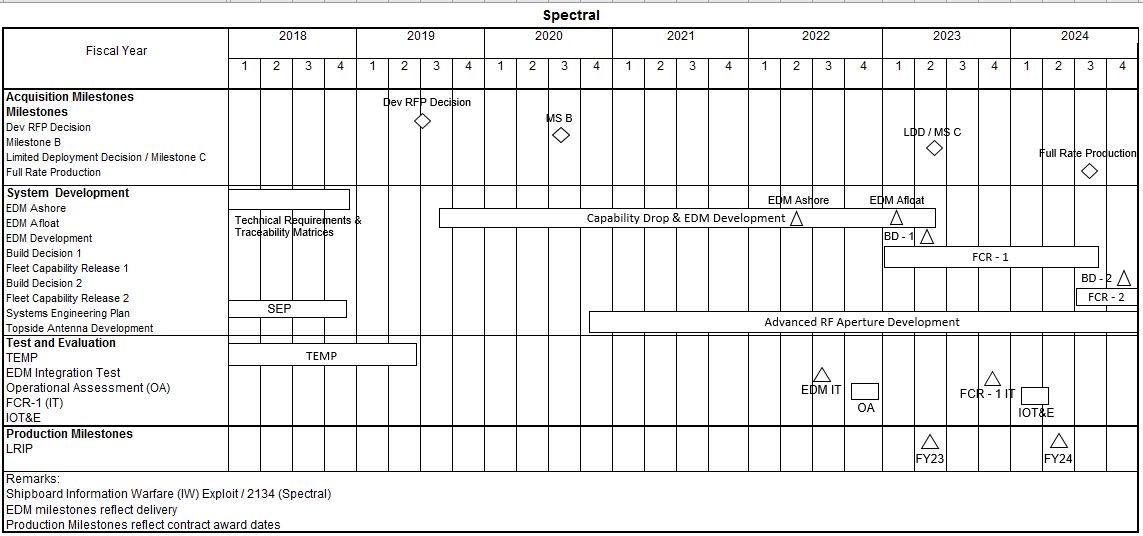 Spectral
Fiscal Year
2018 2019 2020 2021 2022 2023 2024
1 2 3 4 1 2 3 4 1 2 3 4 1 2 3 4 1 2 3 4 1 2 3 4 1 2 3 4
Acquisition Milestones
Milestones
Dev RFP Decision
Milestone B
Limited Deployment Decision / Milestone C
Full Rate Production
Dev RFP Decision
MS B
LDD / MS C
Full Rate Production
System Development
EDM Ashore
EDM Afloat
EDM Development
Build Decision 1
Fleet Capability Release 1
Build Decision 2
Fleet Capability Release 2
Systems Engineering Plan
Topside Antenna Development
Technical Requirements &
Traceability Matrices
EDM Ashore
EDM Afloat
Capability Drop & EDM Development
BD - 1
FCR - 1
BD - 2
FCR - 2
SEP
Advanced RF Aperture Development
Test and Evaluation
TEMP
EDM Integration Test
Operational Assessment (OA)
FCR-1 (IT)
IOT&E
TEMP
EDM IT
OA
FCR - 1 IT
IOT&E
Production Milestones
LRIP
FY23
FY24
Remarks:
Shipboard Information Warfare (IW) Exploit / 2134 (Spectral)
EDM milestones reflect delivery
Production Milestones reflect contract award dates